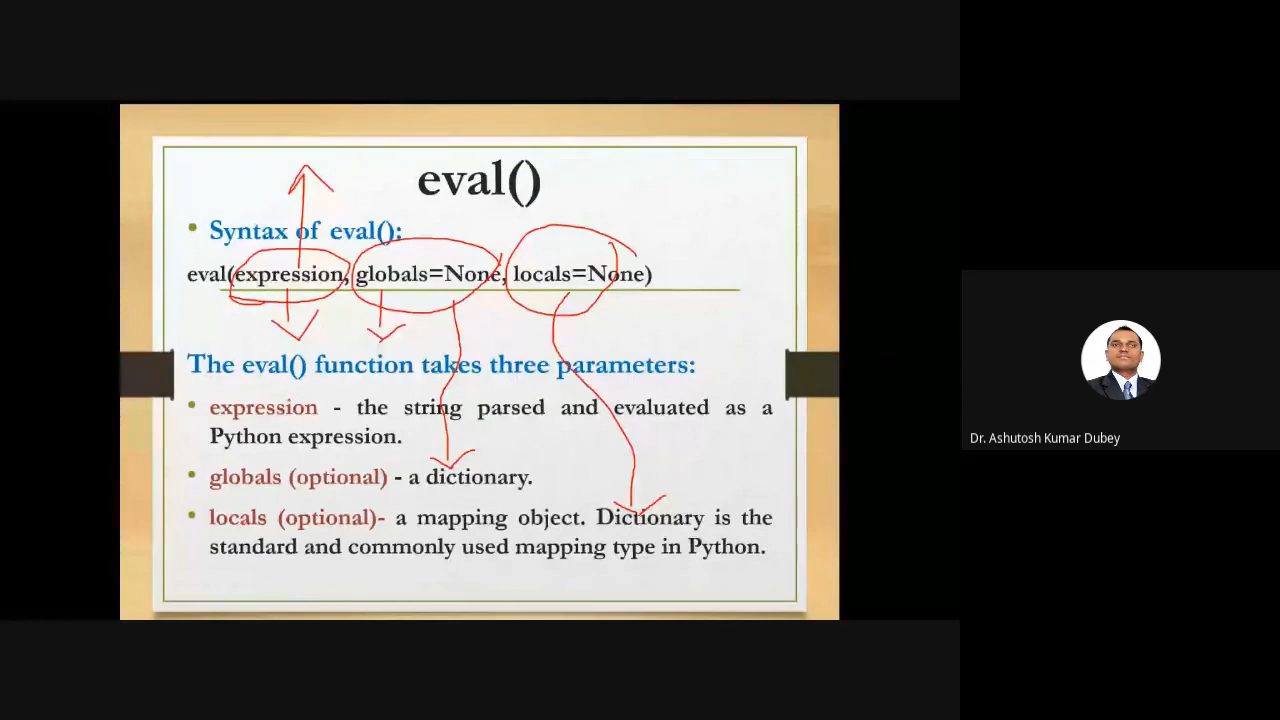 eval()
• Syntax of eval():
eval(expression, globals=None, locals=None)
The eval() function takes three parameters:
• expression - the string parsed and evaluated as a
Python expression.
• globals (optional) - a dictionary.
• locals (optional)- a mapping object. Dictionary is the
standard and commonly used mapping type in Python.
Dr. Ashutosh Kumar Dubey